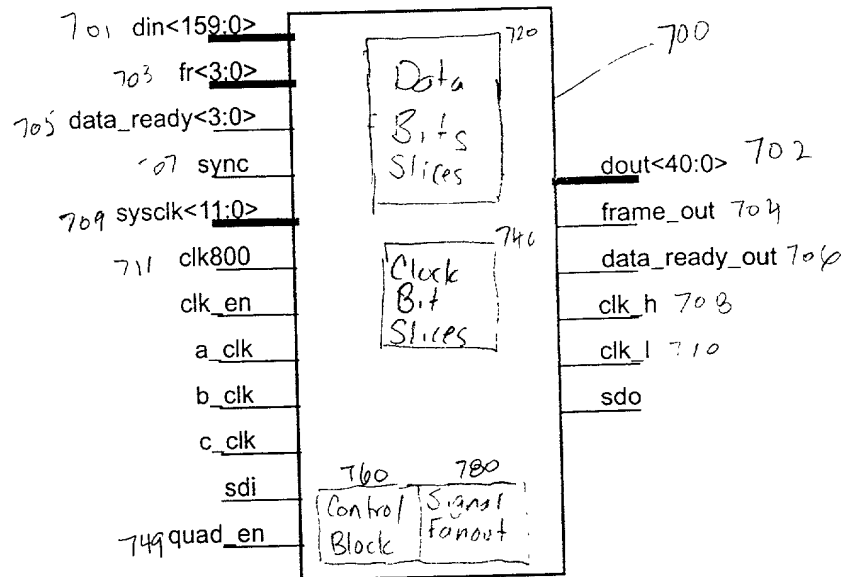 701 din<159:0>
703 fr<3:0>
705 data_ready<3:0>
707 sync
709 sysclk<11:0>
711 clk800
clk_en
a_clk
b_clk
c_clk
sdi
749 quad_en
720
Data
Bits
Slices
740
Clock
Bit
Slices
760
Control
Block
780
Signal
Fanout
700
dout<40:0> 702
frame_out 704
data_ready_out 706
clk_h 708
clk_l 710
sdo